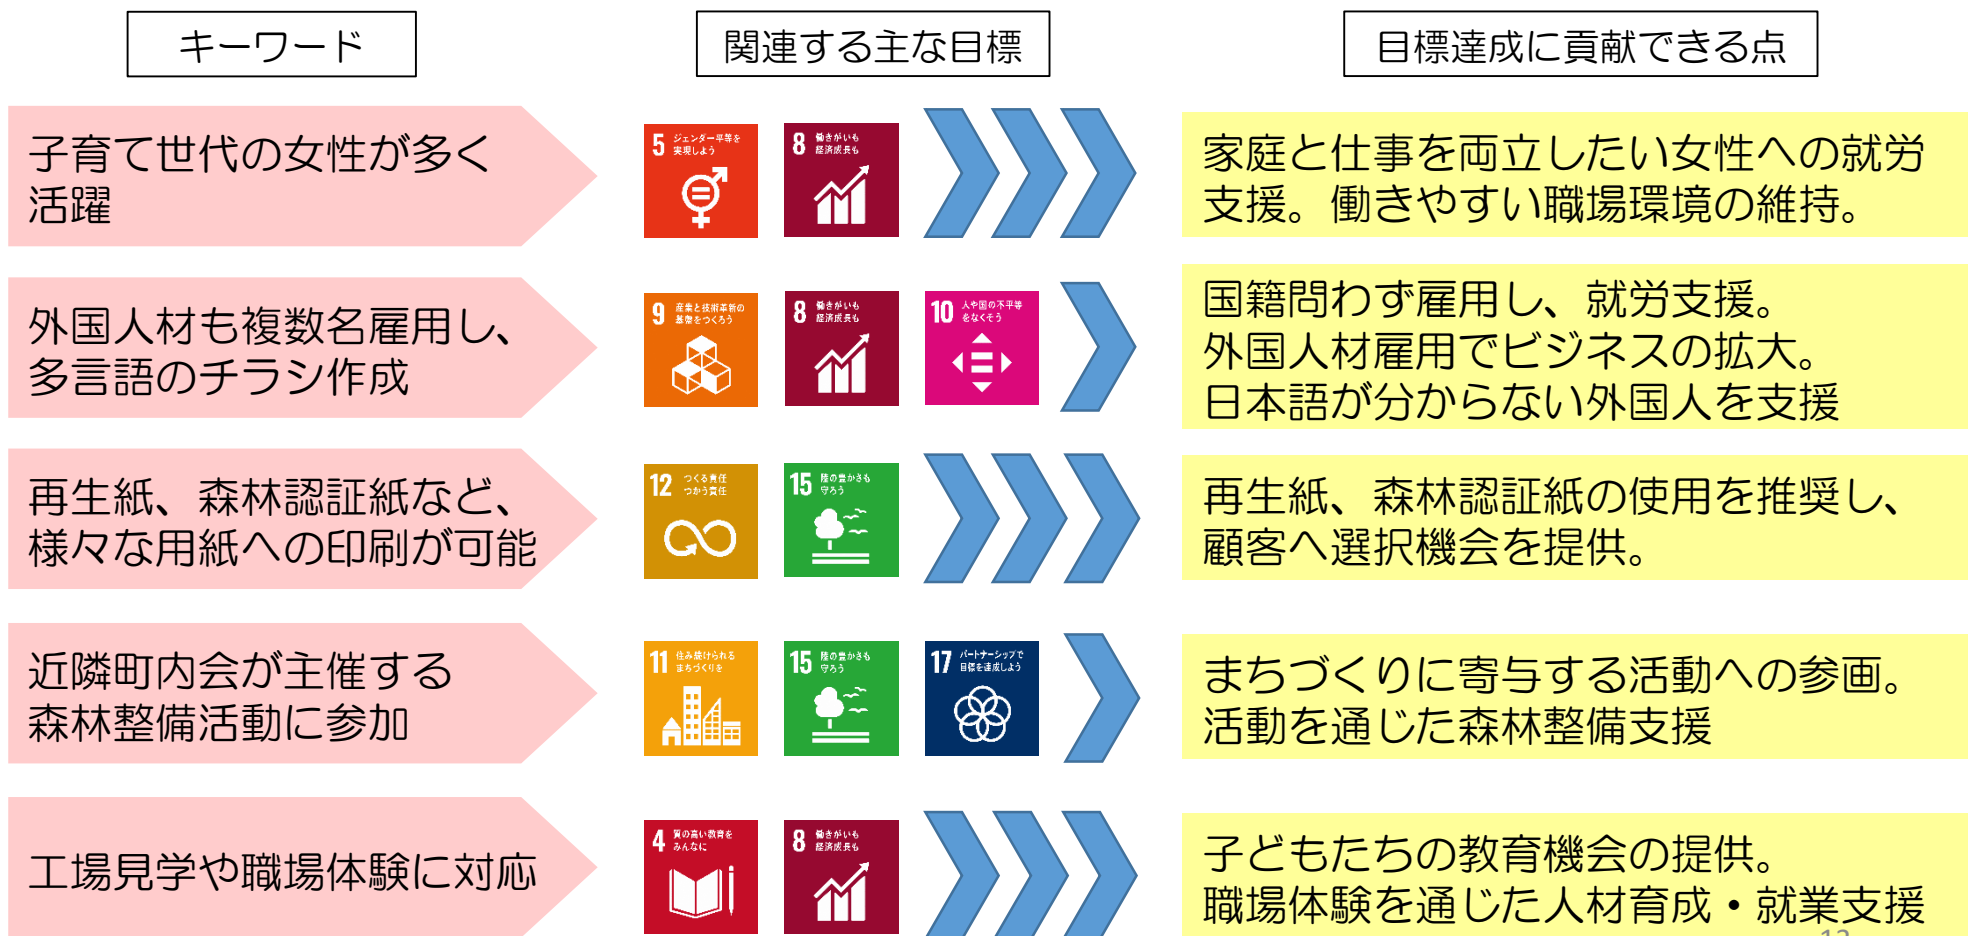 キーワード
関連する主な目標
目標達成に貢献できる点
子育て世代の女性が多く
活躍
5 ジェンダー平等を
実現しよう
8 働きがいも
経済成長も
家庭と仕事を両立したい女性への就労
支援。働きやすい職場環境の維持。
外国人材も複数名雇用し、
多言語のチラシ作成
9 産業と技術革新の
基盤をつくろう
8 働きがいも
経済成長も
10 人や国の不平等
をなくそう
国籍問わず雇用し、就労支援。
外国人材雇用でビジネスの拡大。
日本語が分からない外国人を支援
再生紙、森林認証紙など、
様々な用紙への印刷が可能
12 つくる責任
つかう責任
15 陸の豊かさも
守ろう
再生紙、森林認証紙の使用を推奨し、
顧客へ選択機会を提供。
近隣町内会が主催する
森林整備活動に参加
11 住み続けられる
まちづくりを
15 陸の豊かさも
守ろう
17 パートナーシップで
目標を達成しよう
まちづくりに寄与する活動への参画。
活動を通じた森林整備支援
工場見学や職場体験に対応
4 質の高い教育を
みんなに
8 働きがいも
経済成長も
子どもたちの教育機会の提供。
職場体験を通じた人材育成・就業支援